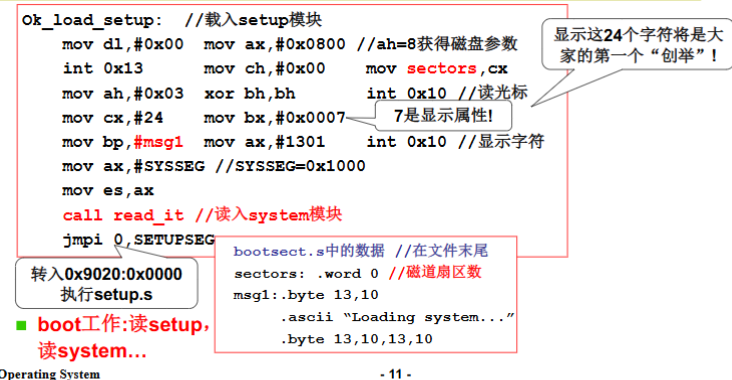 Ok_load_setup: //载入setup模块
mov dl,#0x00 mov ax,#0x0800 //ah=8获得磁盘参数
int 0x13 mov ch,#0x00 mov sectors,cx
mov ah,#0x03 xor bh,bh int 0x10 //读光标
mov cx,#24 mov bx,#0x0007
mov bp,#msg1 mov ax,#1301 int 0x10 //显示字符
mov ax,#SYSSEG //SYSSEG=0x1000
mov es,ax
call read_it //读入system模块
jmpi 0,SETUPSEG
显示这24个字符将是大
家的第一个“创举”!
7是显示属性!
转入0x9020:0x0000
执行setup.s
bootsect.s中的数据 //在文件末尾
sectors: .word 0 //磁道扇区数
msg1:.byte 13,10
.ascii “Loading system...”
.byte 13,10,13,10
boot工作:读setup,
读system...
Operating System
- 11 -